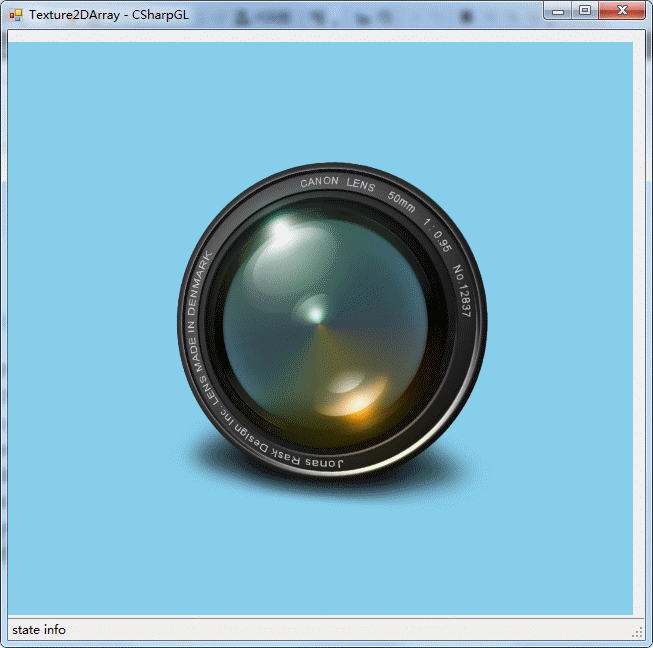 Texture2DArray - CSharpGL
CANON LENS 50mm 1:0.95 No.12837
Jonas Rask Design Inc. LENS MADE IN DENMARK
state info